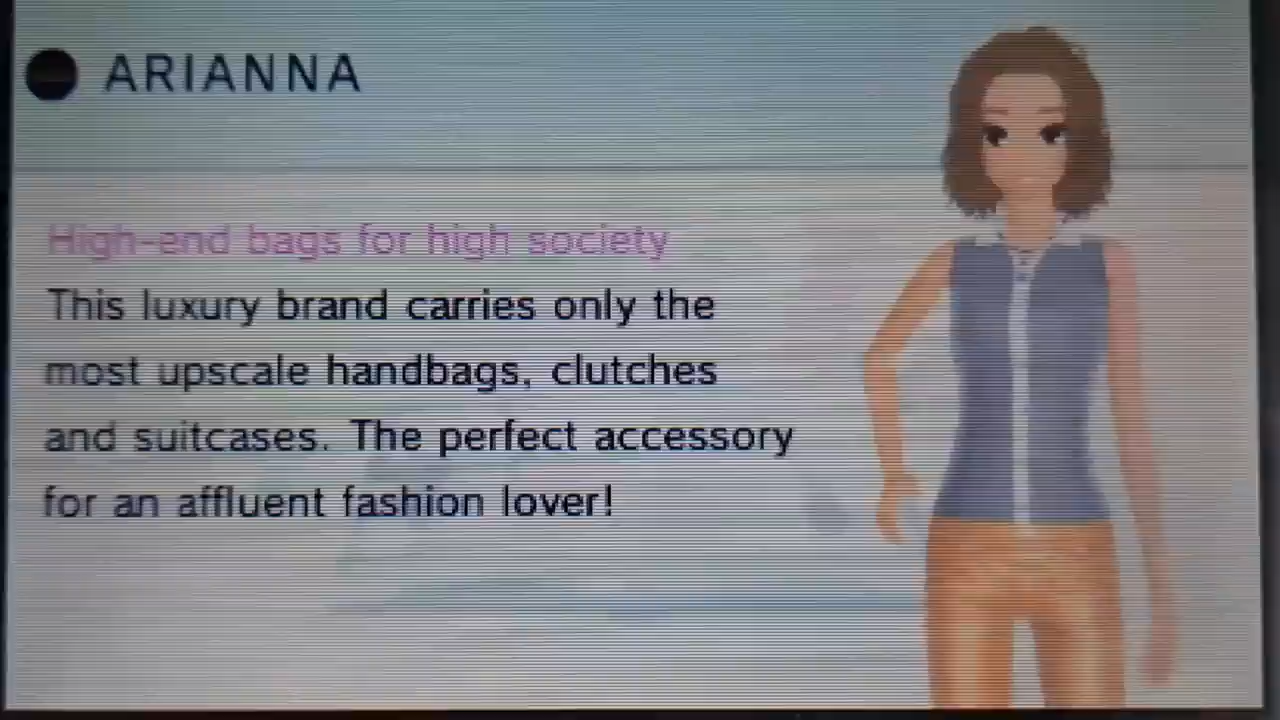 ARIANNA
High-end bags for high society
This luxury brand carries only the
most upscale handbags, clutches
and suitcases. The perfect accessory
for an affluent fashion lover!